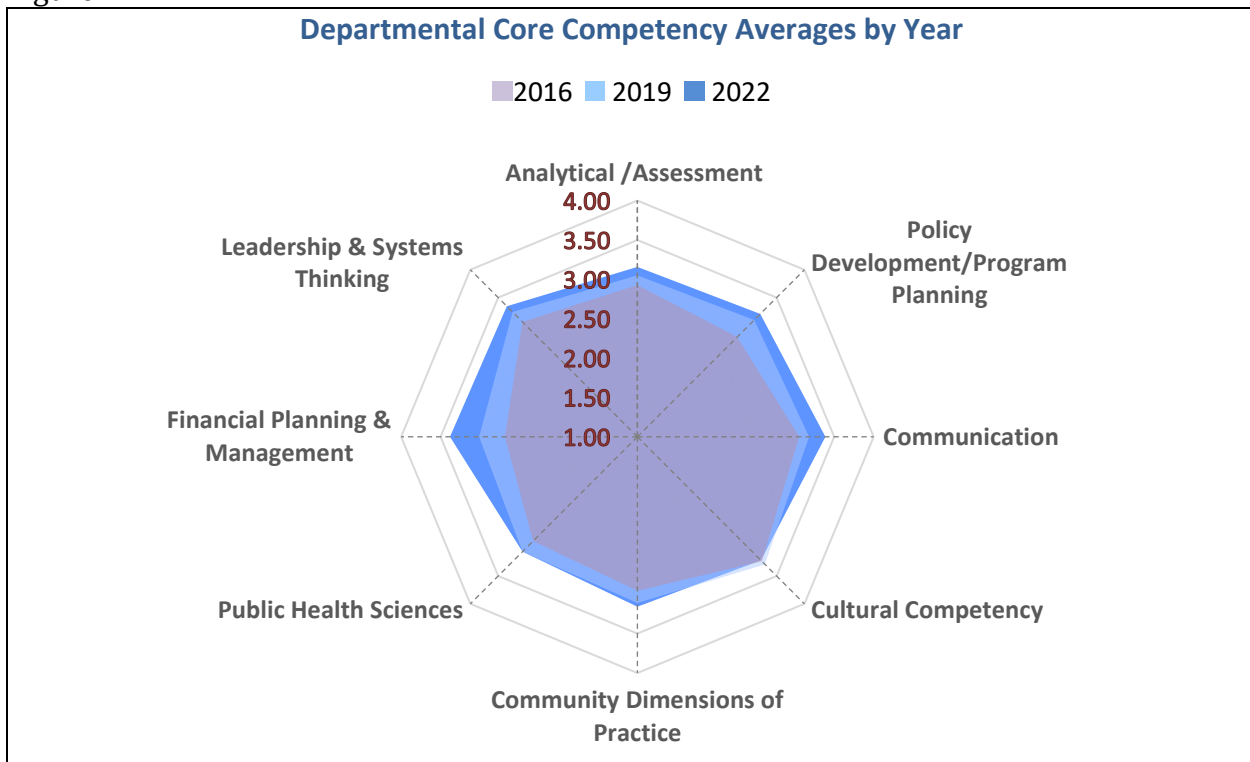 Departmental Core Competency Averages by Year
2016 2019 2022
Analytical /Assessment
4.00
3.50
3.00
2.50
2.00
1.50
1.00
Policy
Development/Program
Planning
Communication
Cultural Competency
Community Dimensions of
Practice
Public Health Sciences
Financial Planning &
Management
Leadership & Systems
Thinking